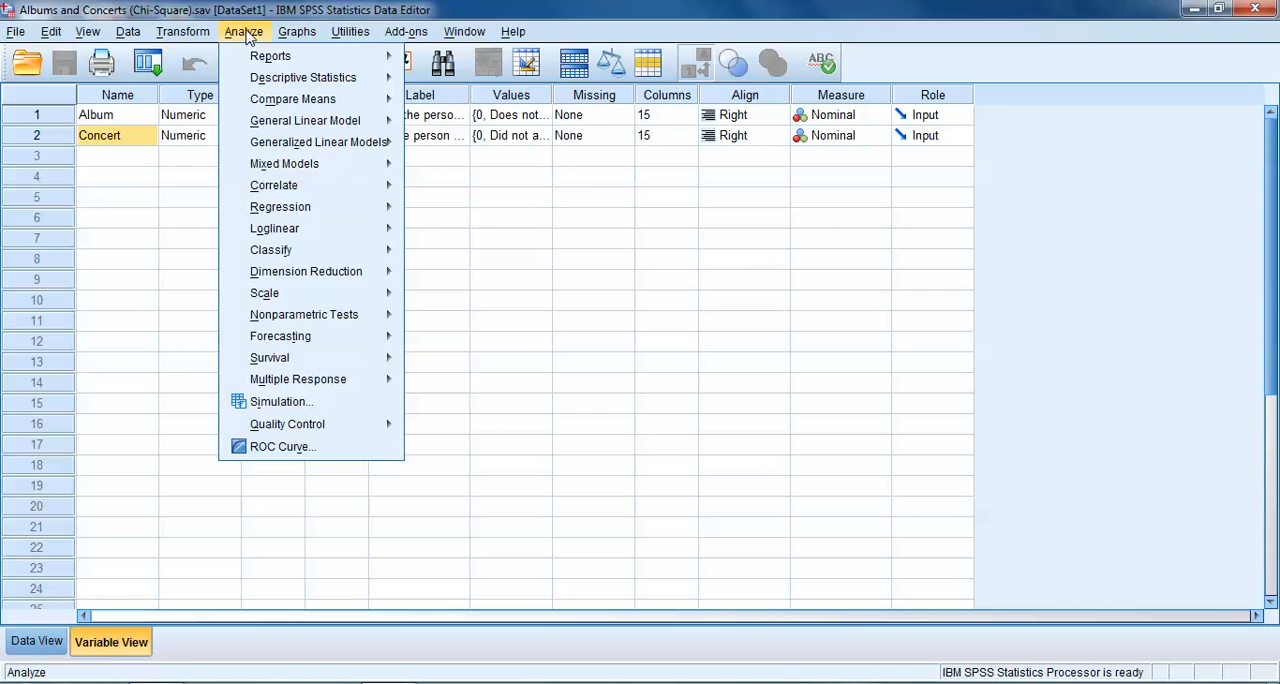 Albums and Concerts (Chi-Square).sav [DataSet1] - IBM SPSS Statistics Data Editor
File Edit View Data Transform Analyze Graphs Utilities Add-ons Window Help
ABC
Name Type Label Values Missing Columns Align Measure Role
1 Album Numeric the perso... {0, Does not... None 15 Right Nominal Input
2 Concert Numeric e person ... {0, Did not a... None 15 Right Nominal Input
3
4
5
6
7
8
9
10
11
12
13
14
15
16
17
18
19
20
21
22
23
24
25
Reports
Descriptive Statistics
Compare Means
General Linear Model
Generalized Linear Models
Mixed Models
Correlate
Regression
Loglinear
Classify
Dimension Reduction
Scale
Nonparametric Tests
Forecasting
Survival
Multiple Response
Simulation...
Quality Control
ROC Curve...
Data View Variable View
Analyze IBM SPSS Statistics Processor is ready